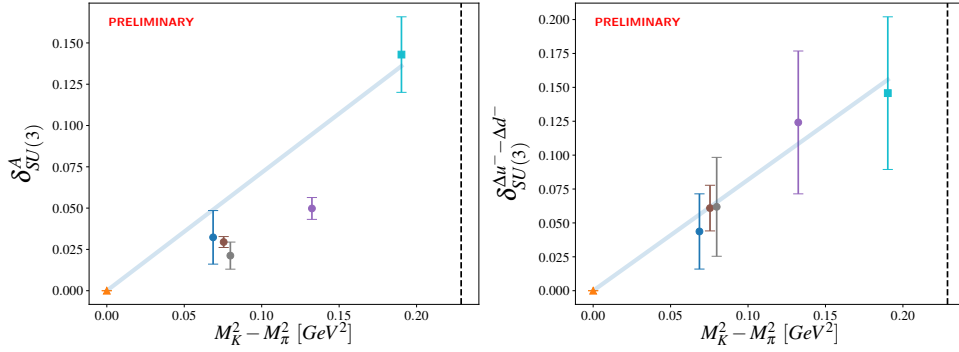 PRELIMINARY
0.150
0.125
0.100
0.075
0.050
0.025
0.000
δ^A_{SU(3)}
0.00 0.05 0.10 0.15 0.20
M_K^2 − M_π^2 [GeV^2]
PRELIMINARY
0.200
0.175
0.150
0.125
0.100
0.075
0.050
0.025
0.000
δ^{Δu^-−Δd^-}_{SU(3)}
0.00 0.05 0.10 0.15 0.20
M_K^2 − M_π^2 [GeV^2]